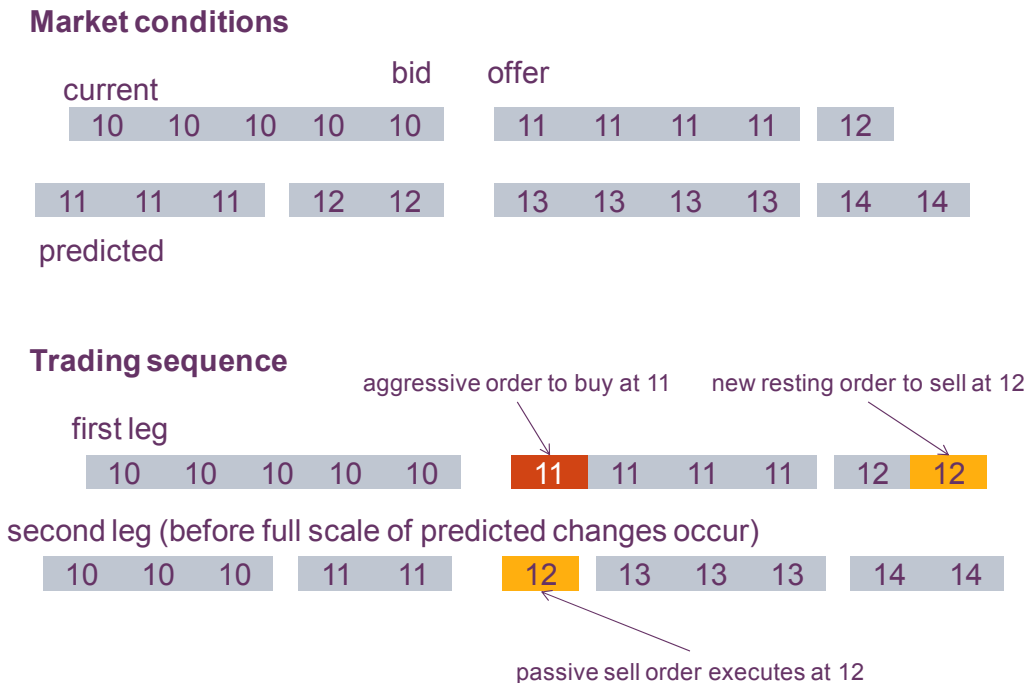 Market conditions
bid offer
current
10 10 10 10 10 11 11 11 11 12
11 11 11 12 12 13 13 13 13 14 14
predicted
Trading sequence
aggressive order to buy at 11 new resting order to sell at 12
first leg
10 10 10 10 10 11 11 11 11 12 12
second leg (before full scale of predicted changes occur)
10 10 10 11 11 12 13 13 13 14 14
passive sell order executes at 12